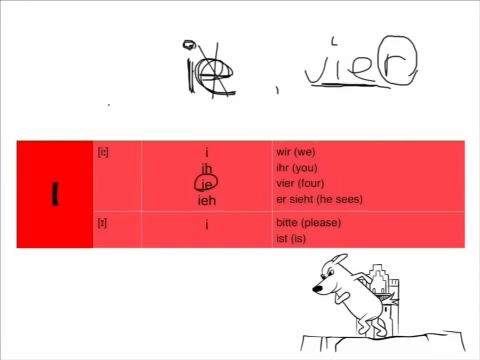 ie , vier
I
[iː] i wir (we)
ih ihr (you)
ie vier (four)
ieh er sieht (he sees)
[ɪ] i bitte (please)
ist (is)